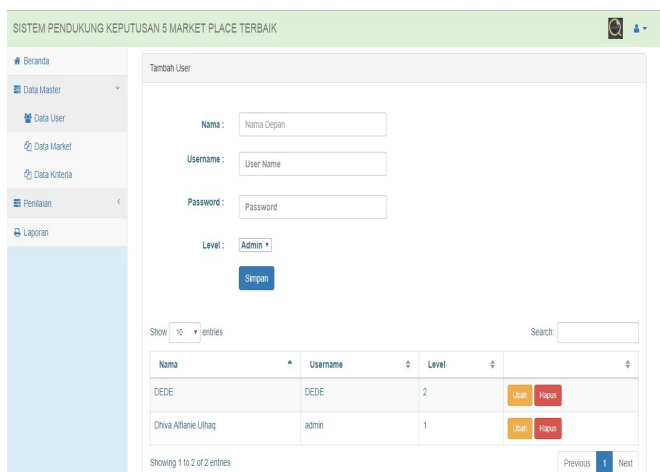 SISTEM PENDUKUNG KEPUTUSAN 5 MARKET PLACE TERBAIK
Beranda
Data Master
Data User
Data Market
Data Kriteria
Penilaian
Laporan
Tambah User
Nama :
Nama Depan
Username :
User Name
Password :
Password
Level :
Admin
Simpan
Show 10 entries
Search:
Nama Username Level
DEDE DEDE 2 Ubah Hapus
Dhiva Alfianie Ulhaq admin 1 Ubah Hapus
Showing 1 to 2 of 2 entries
Previous 1 Next